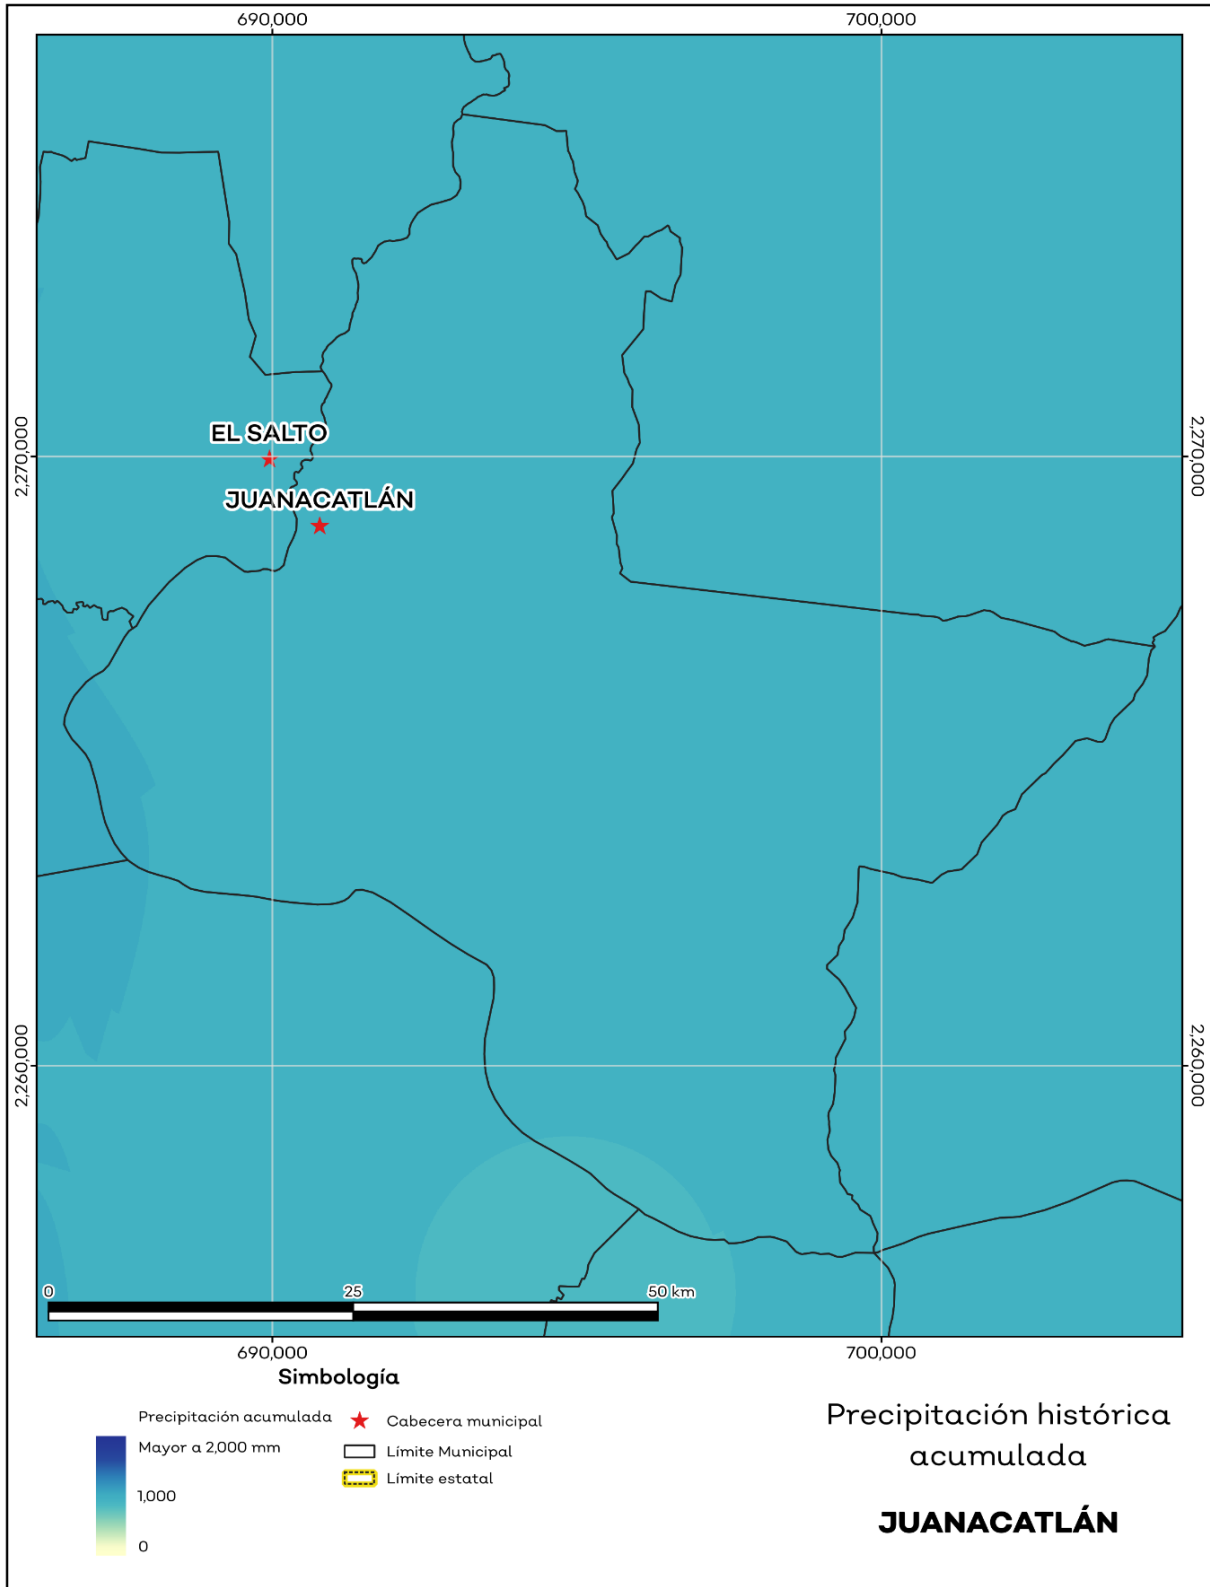 690,000
700,000
2,270,000
2,270,000
EL SALTO
JUANACATLÁN
2,260,000
2,260,000
0
25
50 km
690,000
700,000
Simbología
Precipitación acumulada
Mayor a 2,000 mm
1,000
0
Cabecera municipal
Límite Municipal
Límite estatal
Precipitación histórica
acumulada
JUANACATLÁN